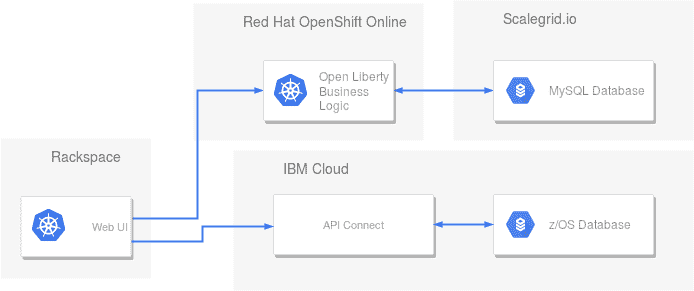 Red Hat OpenShift Online
Scalegrid.io
Open Liberty
Business
Logic
MySQL Database
Rackspace
IBM Cloud
Web UI
API Connect
z/OS Database